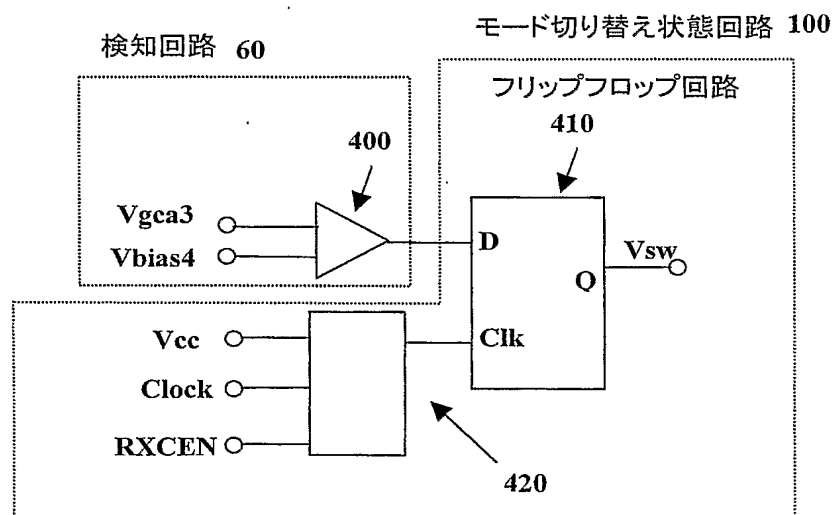 検知回路 60
モード切り替え状態回路 100
フリップフロップ回路
410
400
Vgca3
Vbias4
D
Q
Vsw
Clk
Vcc
Clock
RXCEN
420